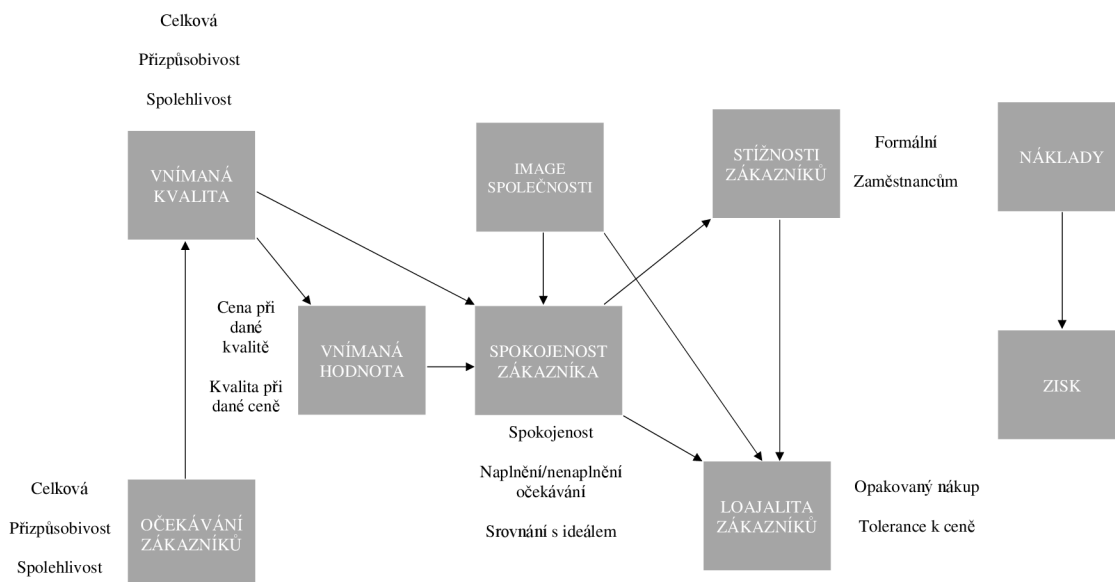 Celková
Přizpůsobivost
Spolehlivost
VNÍMANÁ
KVALITA
IMAGE
SPOLEČNOSTI
STÍŽNOSTI
ZÁKAZNÍKŮ
Formální
Zaměstnancům
NÁKLADY
Cena při
dané
kvalitě
Kvalita při
dané ceně
VNÍMANÁ
HODNOTA
SPOKOJENOST
ZÁKAZNÍKA
ZISK
Spokojenost
Naplnění/nenaplnění
očekávání
Srovnání s ideálem
Celková
Přizpůsobivost
Spolehlivost
OČEKÁVÁNÍ
ZÁKAZNÍKŮ
LOAJALITA
ZÁKAZNÍKŮ
Opakovaný nákup
Tolerance k ceně